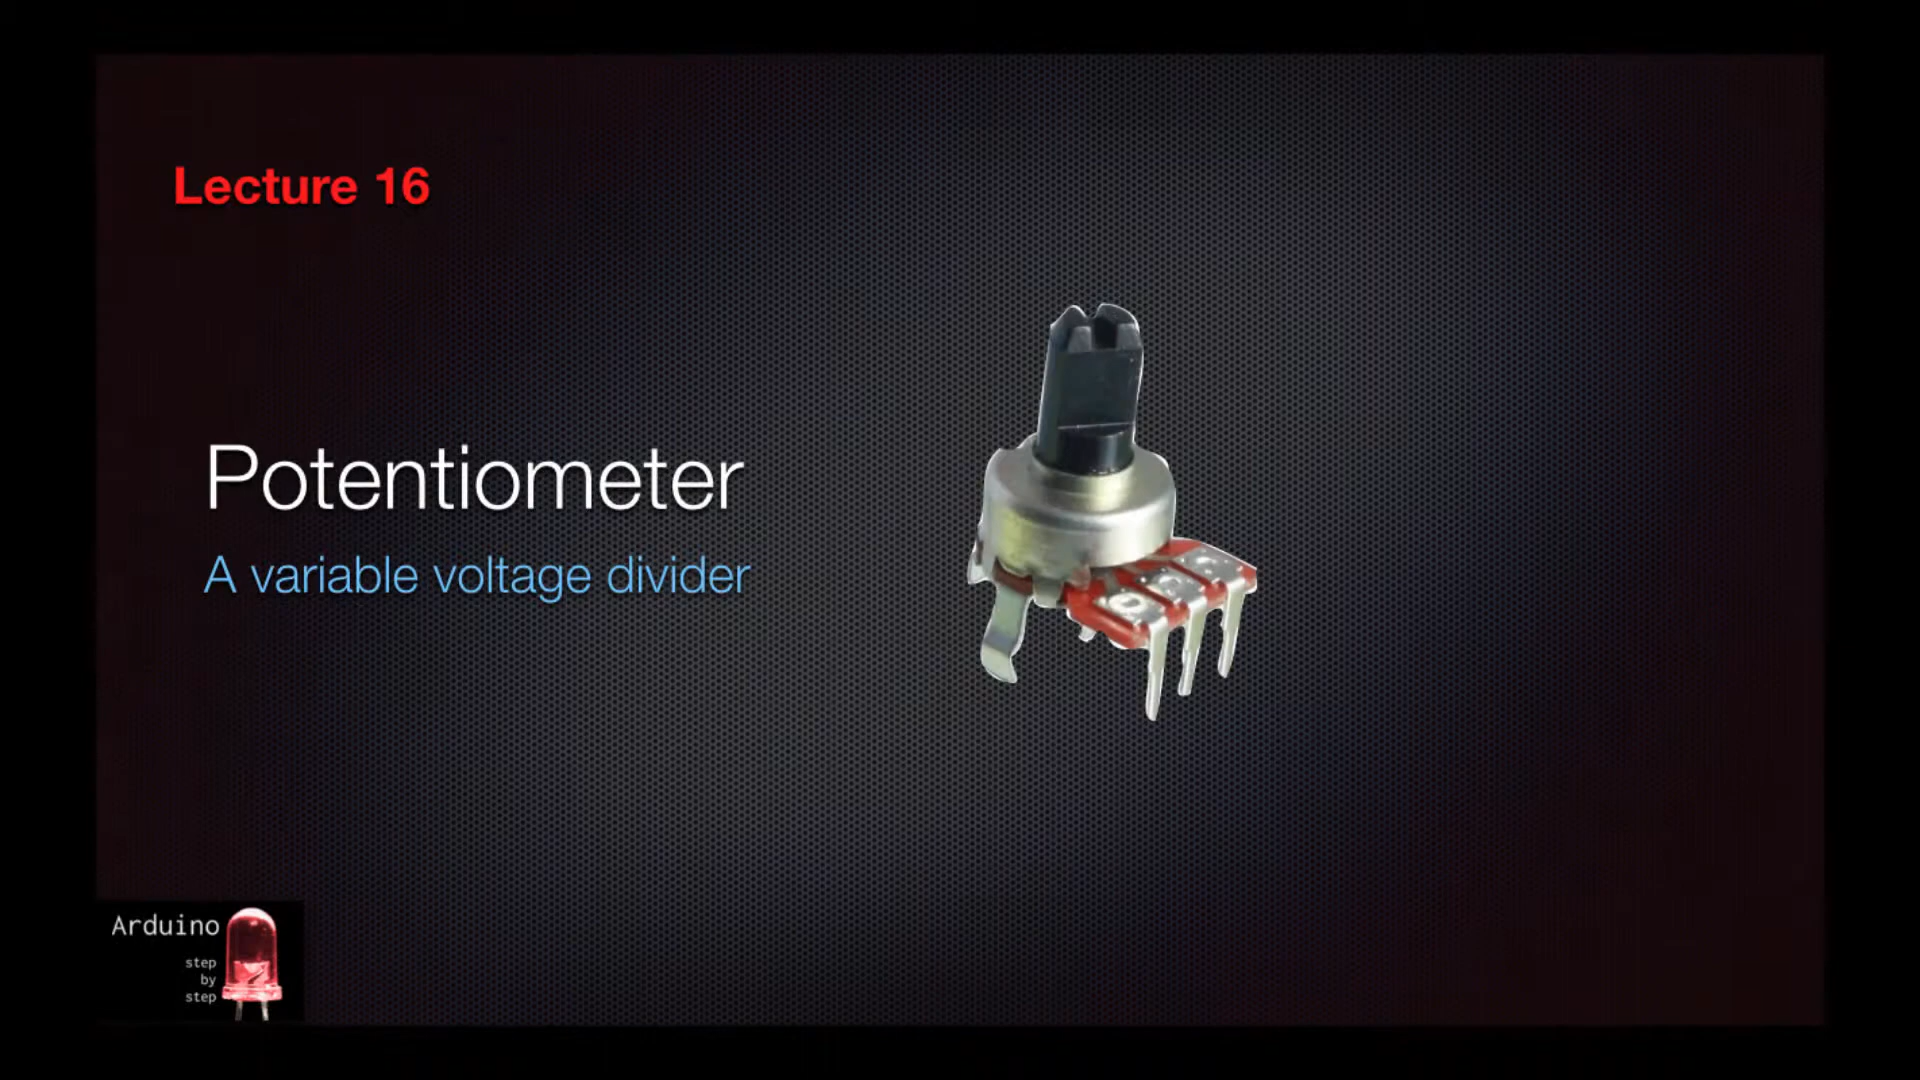 Lecture 16
Potentiometer
A variable voltage divider
Arduino
step
by
step